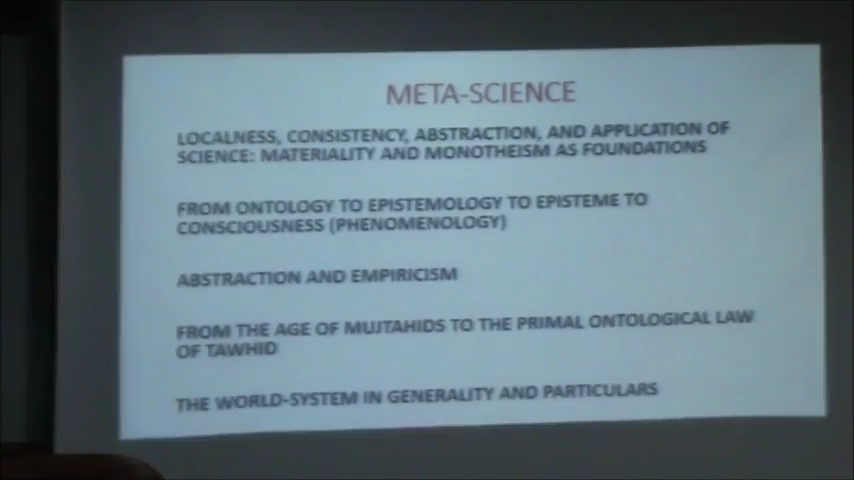 META-SCIENCE
LOCALNESS, CONSISTENCY, ABSTRACTION, AND APPLICATION OF
SCIENCE: MATERIALITY AND MONOTHEISM AS FOUNDATIONS
FROM ONTOLOGY TO EPISTEMOLOGY TO EPISTEME TO
CONSCIOUSNESS (PHENOMENOLOGY)
ABSTRACTION AND EMPIRICISM
FROM THE AGE OF MUJTAHIDS TO THE PRIMAL ONTOLOGICAL LAW
OF TAWHID
THE WORLD-SYSTEM IN GENERALITY AND PARTICULARS